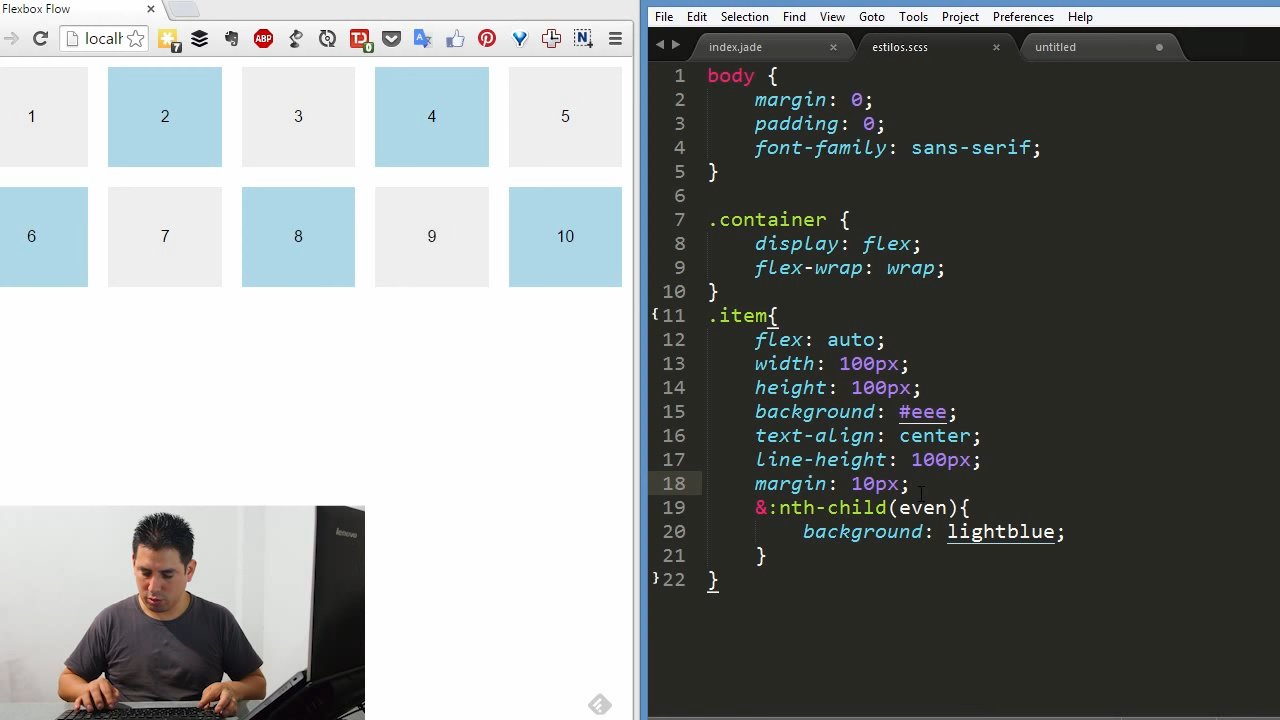 Flexbox Flow
localh
7
ABP
0
N
1 2 3 4 5
6 7 8 9 10
lenovo
File Edit Selection Find View Goto Tools Project Preferences Help
index.jade estilos.scss untitled
1 body {
2 margin: 0;
3 padding: 0;
4 font-family: sans-serif;
5 }
6
7 .container {
8 display: flex;
9 flex-wrap: wrap;
10 }
11 .item{
12 flex: auto;
13 width: 100px;
14 height: 100px;
15 background: #eee;
16 text-align: center;
17 line-height: 100px;
18 margin: 10px;
19 &:nth-child(even){
20 background: lightblue;
21 }
22 }